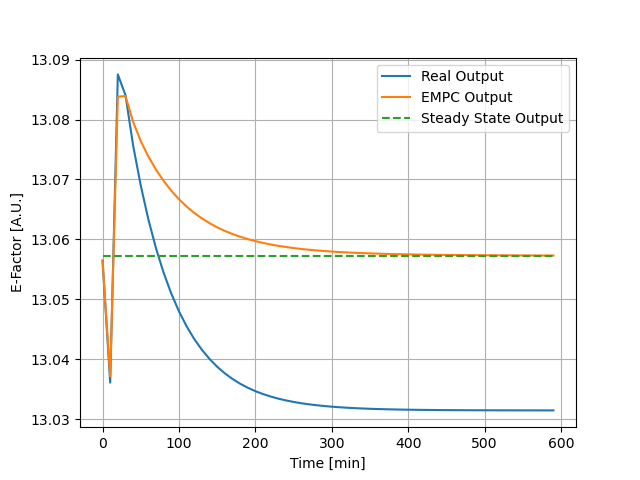 13.09
13.08
13.07
13.06
13.05
13.04
13.03
E-Factor [A.U.]
Real Output
EMPC Output
Steady State Output
0
100
200
300
400
500
600
Time [min]